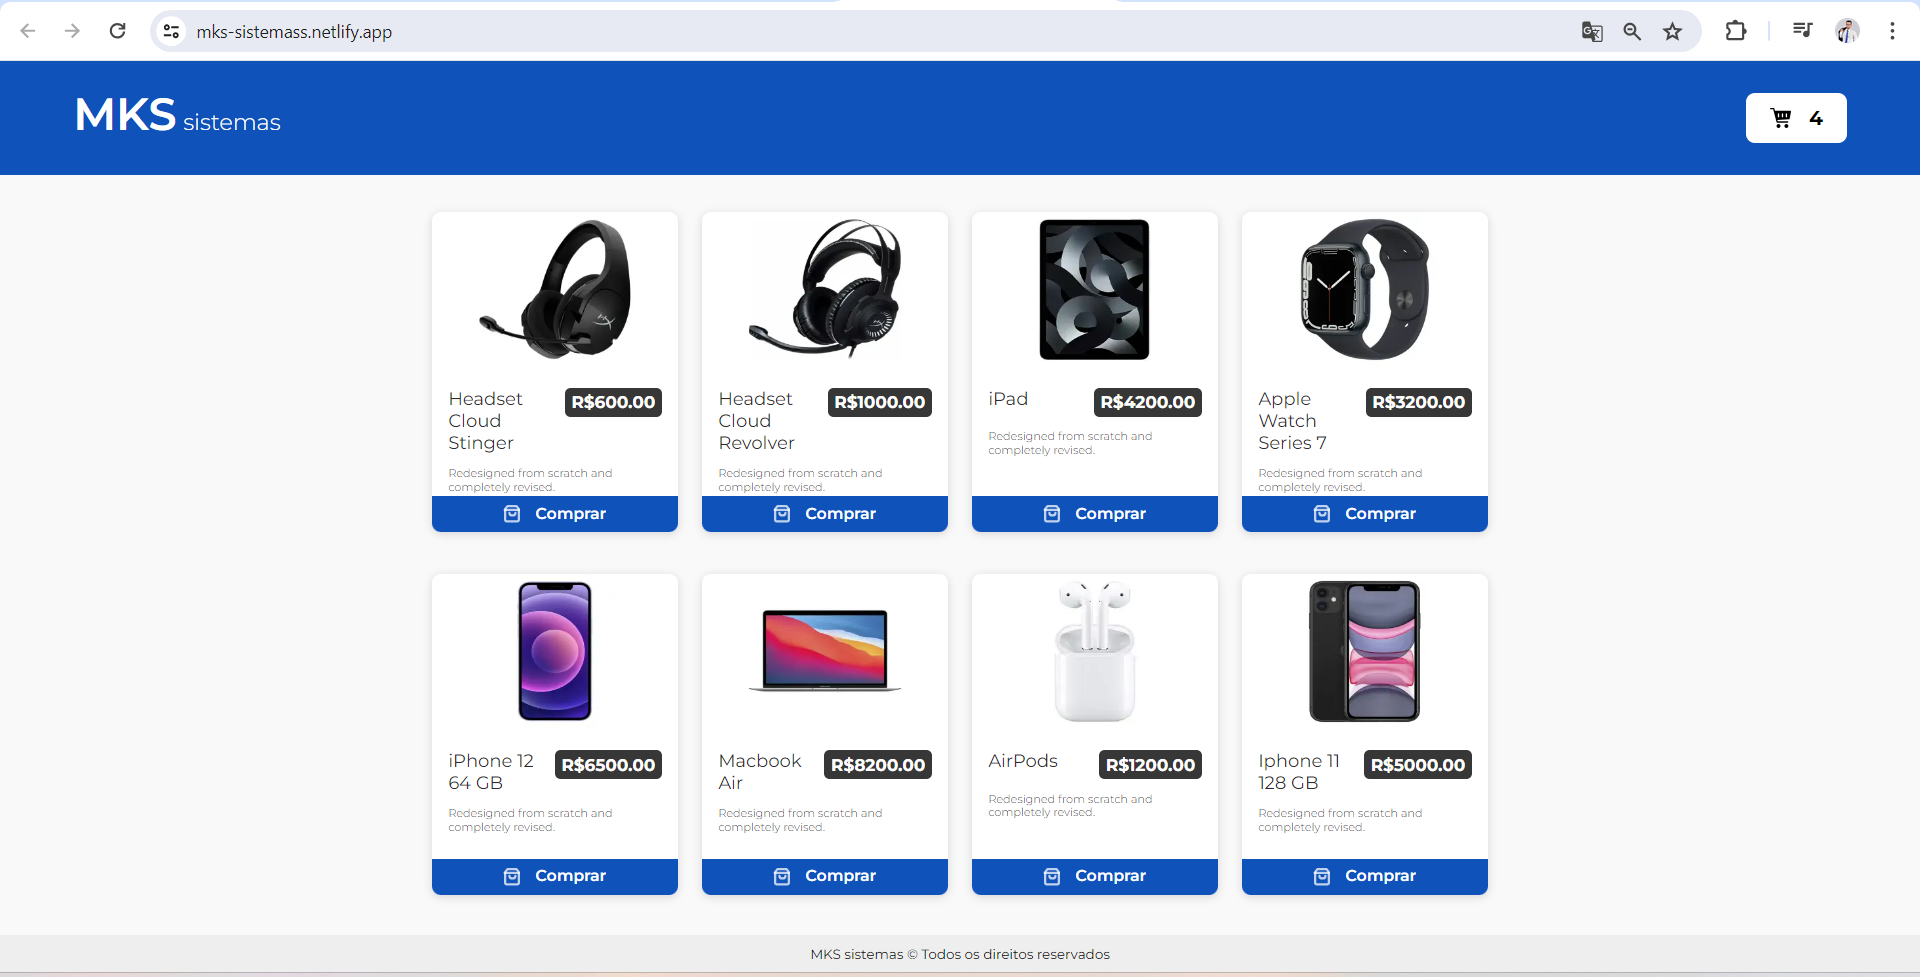 mks-sistemass.netlify.app
MKS sistemas
4
Headset
Cloud
Stinger
R$600.00
Redesigned from scratch and
completely revised.
Comprar
Headset
Cloud
Revolver
R$1000.00
Redesigned from scratch and
completely revised.
Comprar
iPad
R$4200.00
Redesigned from scratch and
completely revised.
Comprar
Apple
Watch
Series 7
R$3200.00
Redesigned from scratch and
completely revised.
Comprar
iPhone 12
64 GB
R$6500.00
Redesigned from scratch and
completely revised.
Comprar
Macbook
Air
R$8200.00
Redesigned from scratch and
completely revised.
Comprar
AirPods
R$1200.00
Redesigned from scratch and
completely revised.
Comprar
Iphone 11
128 GB
R$5000.00
Redesigned from scratch and
completely revised.
Comprar
MKS sistemas © Todos os direitos reservados